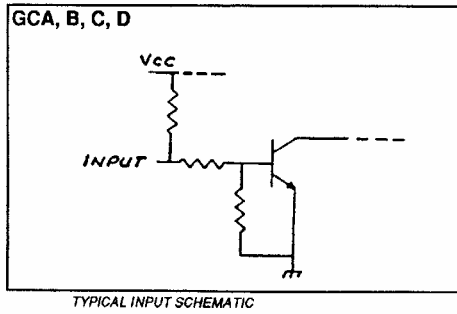 GCA, B, C, D
Vcc
INPUT
TYPICAL INPUT SCHEMATIC